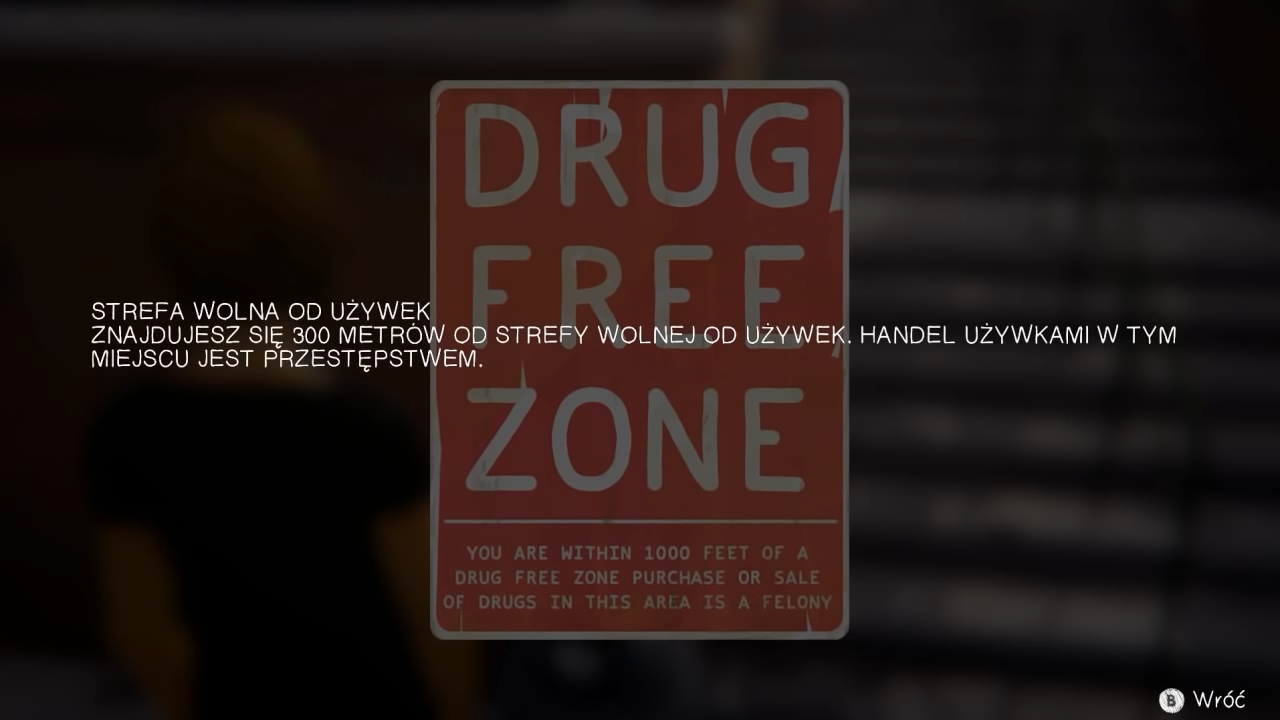 DRUG
FREE
STREFA WOLNA OD UŻYWEK
ZNAJDUJESZ SIĘ 300 METRÓW OD STREFY WOLNEJ OD UŻYWEK. HANDEL UŻYWKAMI W TYM
MIEJSCU JEST PRZESTĘPSTWEM.
ZONE
YOU ARE WITHIN 1000 FEET OF A
DRUG FREE ZONE PURCHASE OR SALE
OF DRUGS IN THIS AREA IS A FELONY
B Wróć